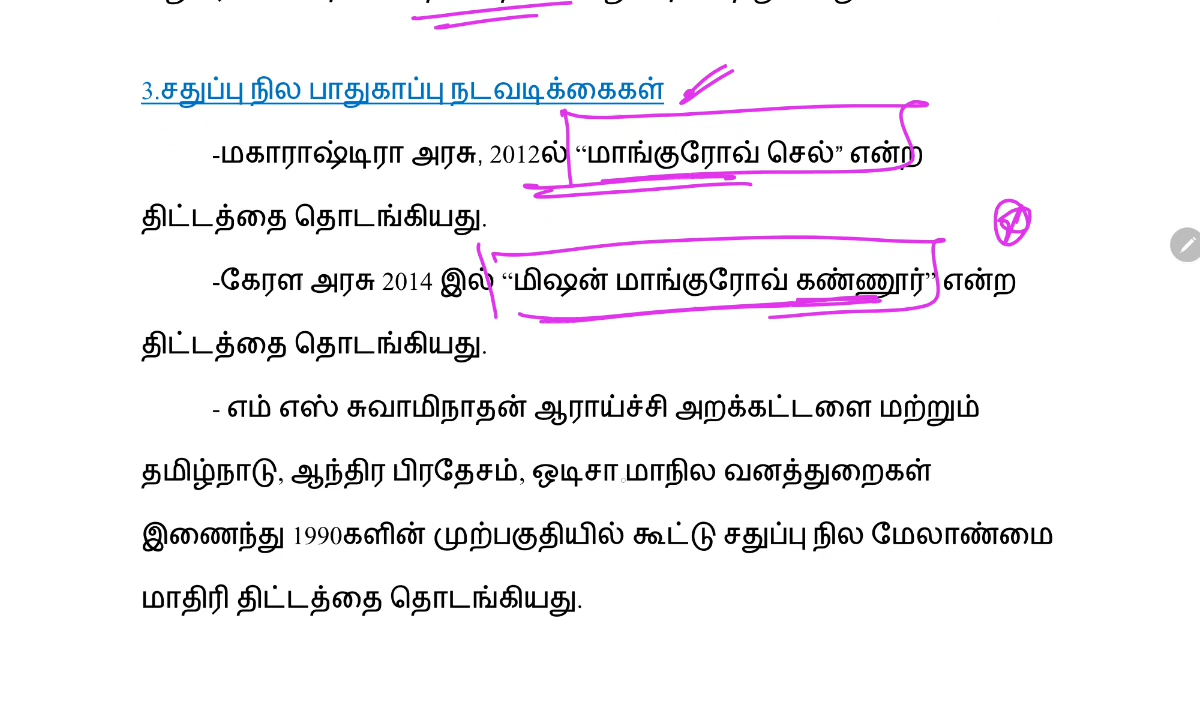 3.சதுப்பு நில பாதுகாப்பு நடவடிக்கைகள்
-மகாராஷ்டிரா அரசு, 2012ல் “மாங்குரோவ் செல்” என்ற
திட்டத்தை தொடங்கியது.
-கேரள அரசு 2014 இல் “மிஷன் மாங்குரோவ் கண்ணூர்” என்ற
திட்டத்தை தொடங்கியது.
- எம் எஸ் சுவாமிநாதன் ஆராய்ச்சி அறக்கட்டளை மற்றும்
தமிழ்நாடு, ஆந்திர பிரதேசம், ஒடிசா மாநில வனத்துறைகள்
இணைந்து 1990களின் முற்பகுதியில் கூட்டு சதுப்பு நில மேலாண்மை
மாதிரி திட்டத்தை தொடங்கியது.